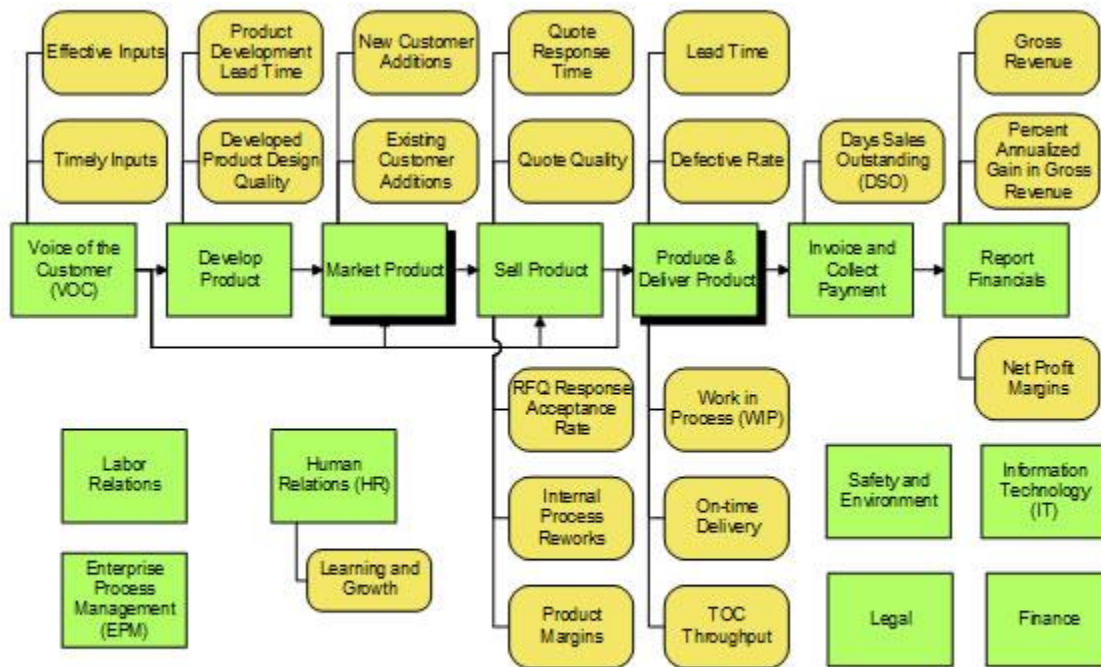 Effective Inputs
Product
Development
Lead Time
New Customer
Additions
Quote
Response
Time
Lead Time
Gross
Revenue
Timely Inputs
Developed
Product Design
Quality
Existing
Customer
Additions
Quote Quality
Defective Rate
Days Sales
Outstanding
(DSO)
Percent
Annualized
Gain in Gross
Revenue
Voice of the
Customer
(VOC)
Develop
Product
Market Product
Sell Product
Produce &
Deliver Product
Invoice and
Collect
Payment
Report
Financials
RFQ Response
Acceptance
Rate
Work in
Process (WIP)
Net Profit
Margins
Labor
Relations
Human
Relations (HR)
Internal
Process
Reworks
On-time
Delivery
Safety and
Environment
Information
Technology
(IT)
Enterprise
Process
Management
(EPM)
Learning and
Growth
Product
Margins
TOC
Throughput
Legal
Finance